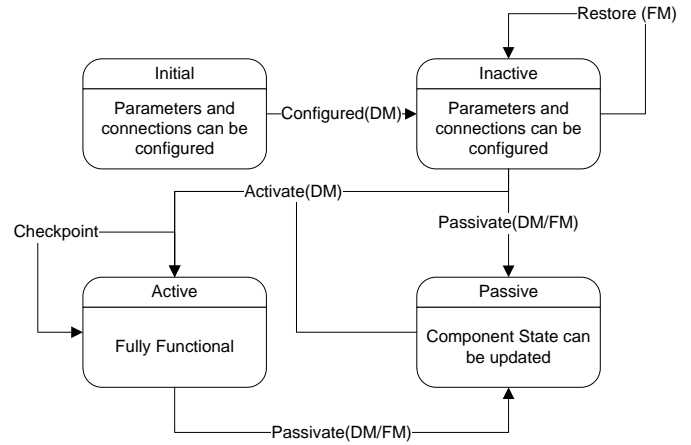 Restore (FM)
Initial
Inactive
Parameters and
connections can be
configured
Configured(DM)
Parameters and
connections can be
configured
Activate(DM)
Passivate(DM/FM)
Checkpoint
Active
Passive
Fully Functional
Component State can
be updated
Passivate(DM/FM)